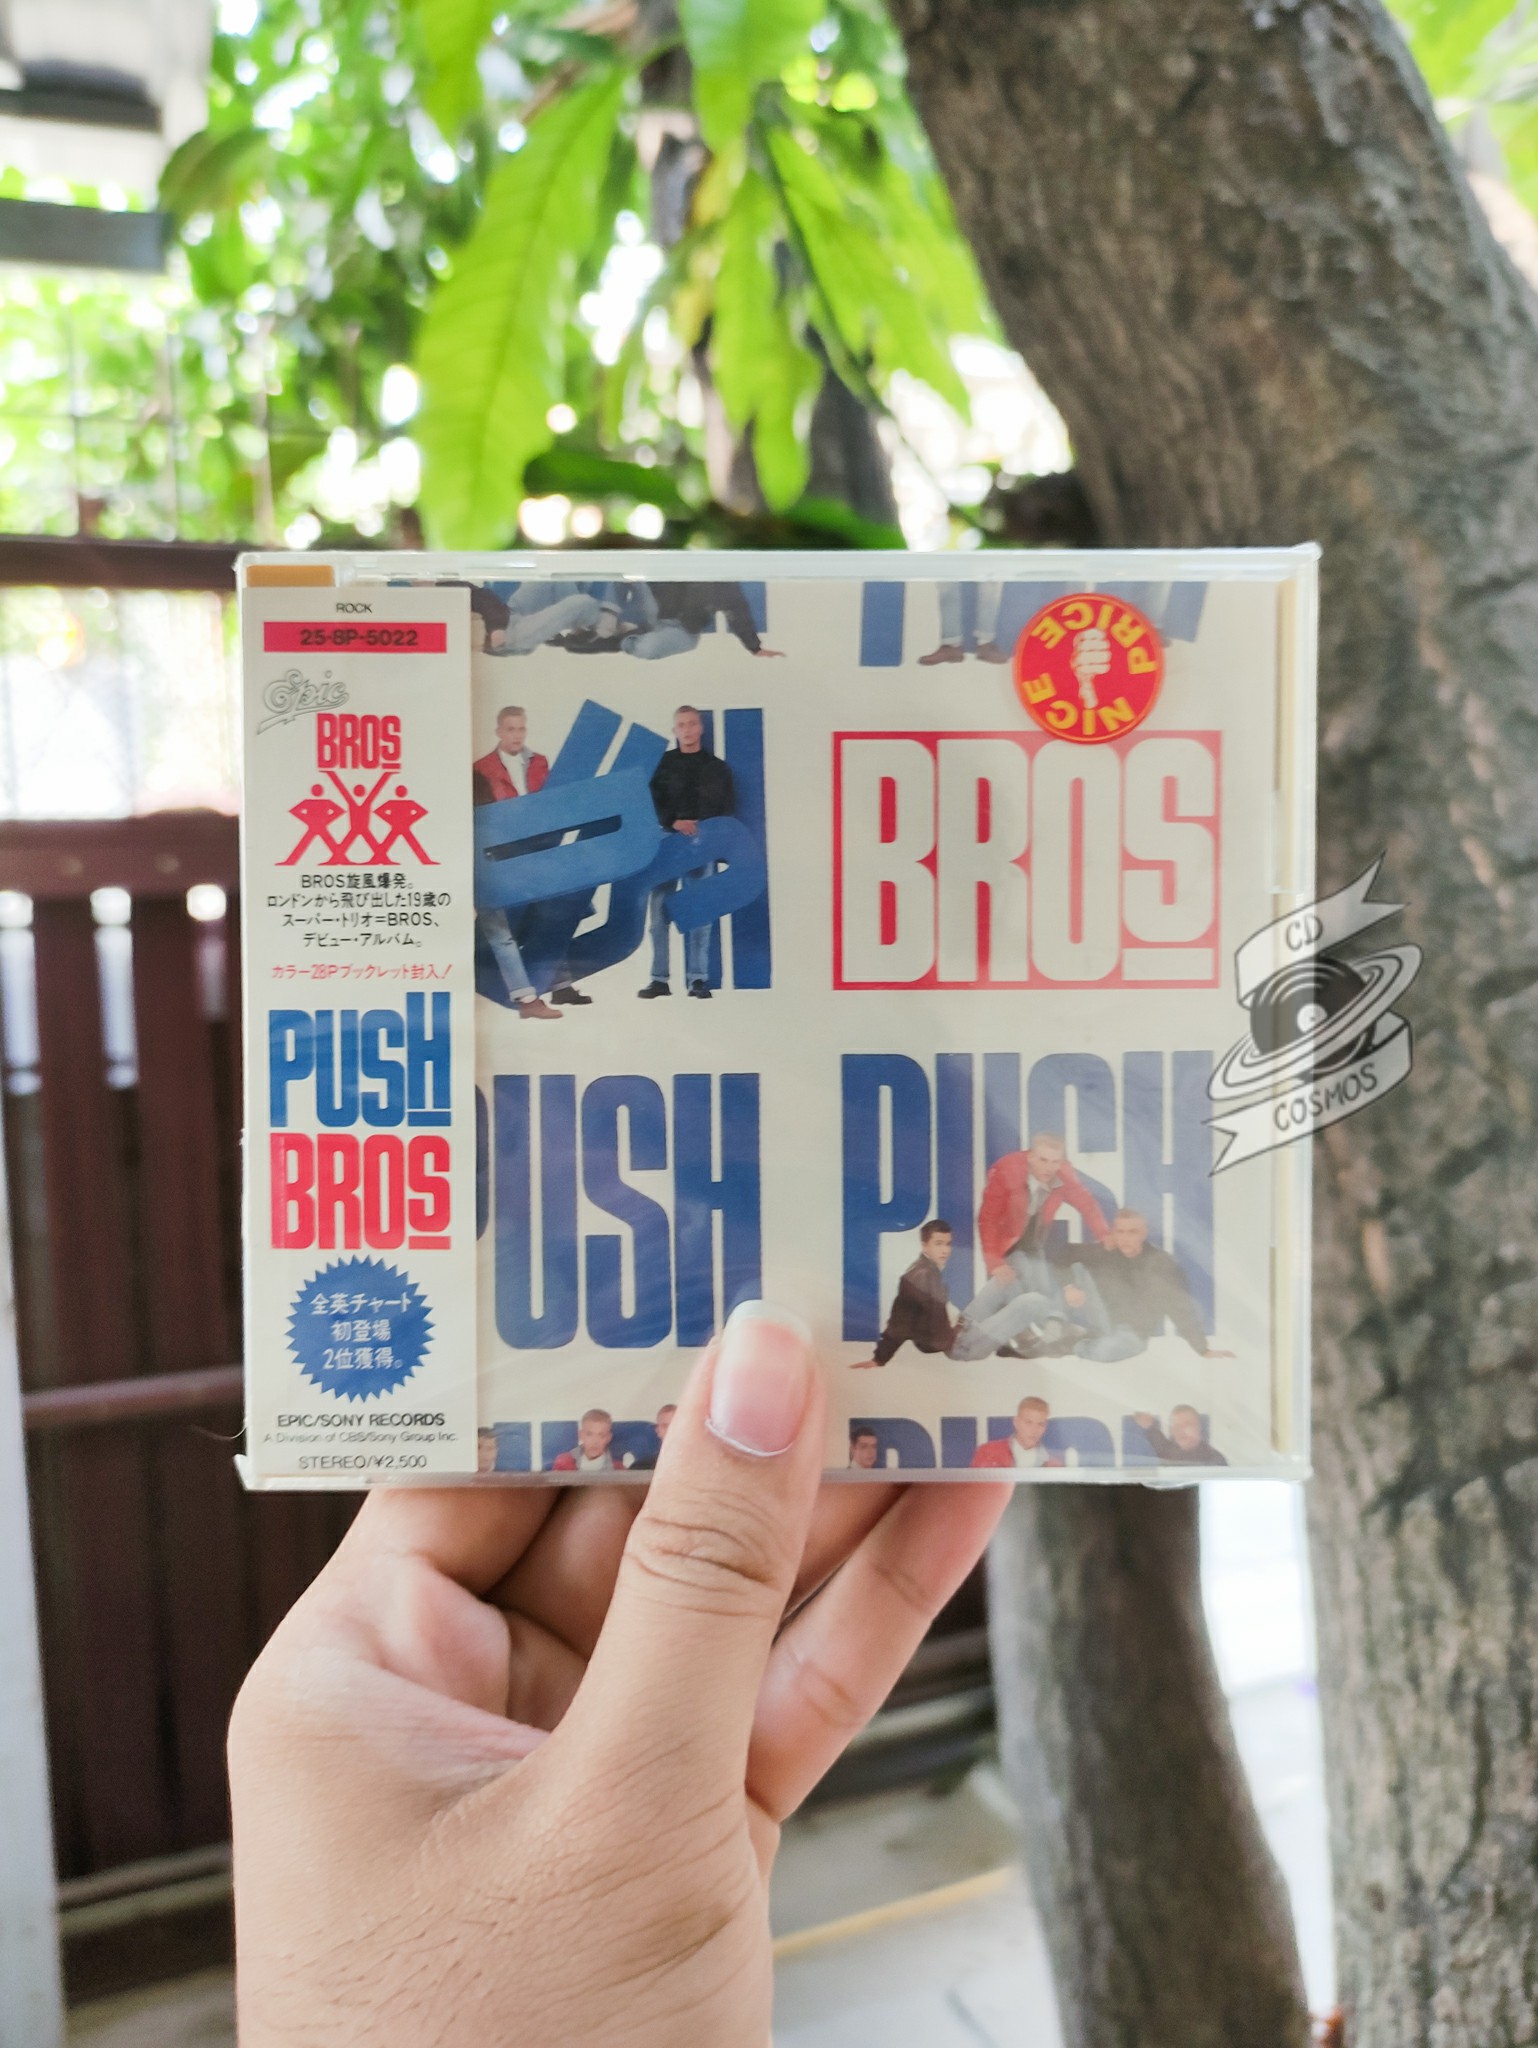 ROCK
25·8P-5022
Epic
BROS
BROS旋風爆発。
ロンドンから飛び出した19歳の
スーパー・トリオ=BROS、
デビュー・アルバム。
カラー28Pブックレット封入!
PUSH
BROS
全英チャート
初登場
2位獲得。
EPIC/SONY RECORDS
A Division of CBS/Sony Group Inc.
STEREO/¥2,500
NICE PRICE
BROS
PUSH
PUSH
CD
COSMOS